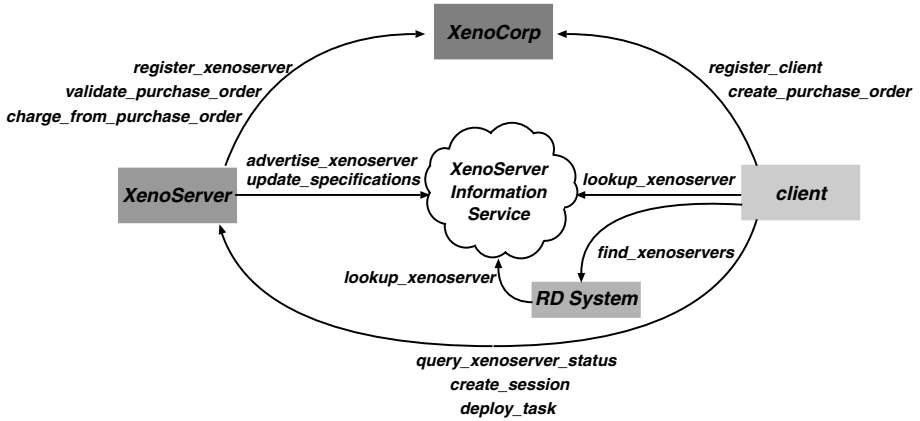 XenoCorp
register_xenoserver
validate_purchase_order
charge_from_purchase_order
register_client
create_purchase_order
advertise_xenoserver
update_specifications
XenoServer
XenoServer
Information
Service
lookup_xenoserver
client
find_xenoservers
lookup_xenoserver
RD System
query_xenoserver_status
create_session
deploy_task